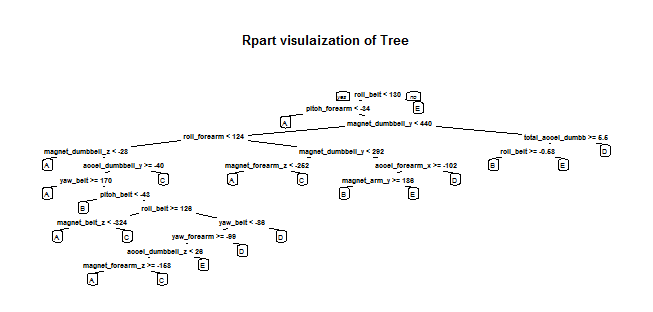 Rpart visulaization of Tree
yes roll_belt < 130 no
pitch_forearm < -34 E
A magnet_dumbbell_y < 440
roll_forearm < 124 total_accel_dumbb >= 5.5
magnet_dumbbell_z < -28 magnet_dumbbell_y < 292 roll_belt >= -0.58 D
A accel_dumbbell_y >= -40 magnet_forearm_z < -252 accel_forearm_x >= -102 B E
yaw_belt >= 170 C A C magnet_arm_y >= 186 D
A pitch_belt < -43 B E
B roll_belt >= 126
magnet_belt_z < -324 yaw_belt < -86
A C yaw_forearm >= -99 D
accel_dumbbell_z < 26 D
magnet_forearm_z >= -158 E
A C